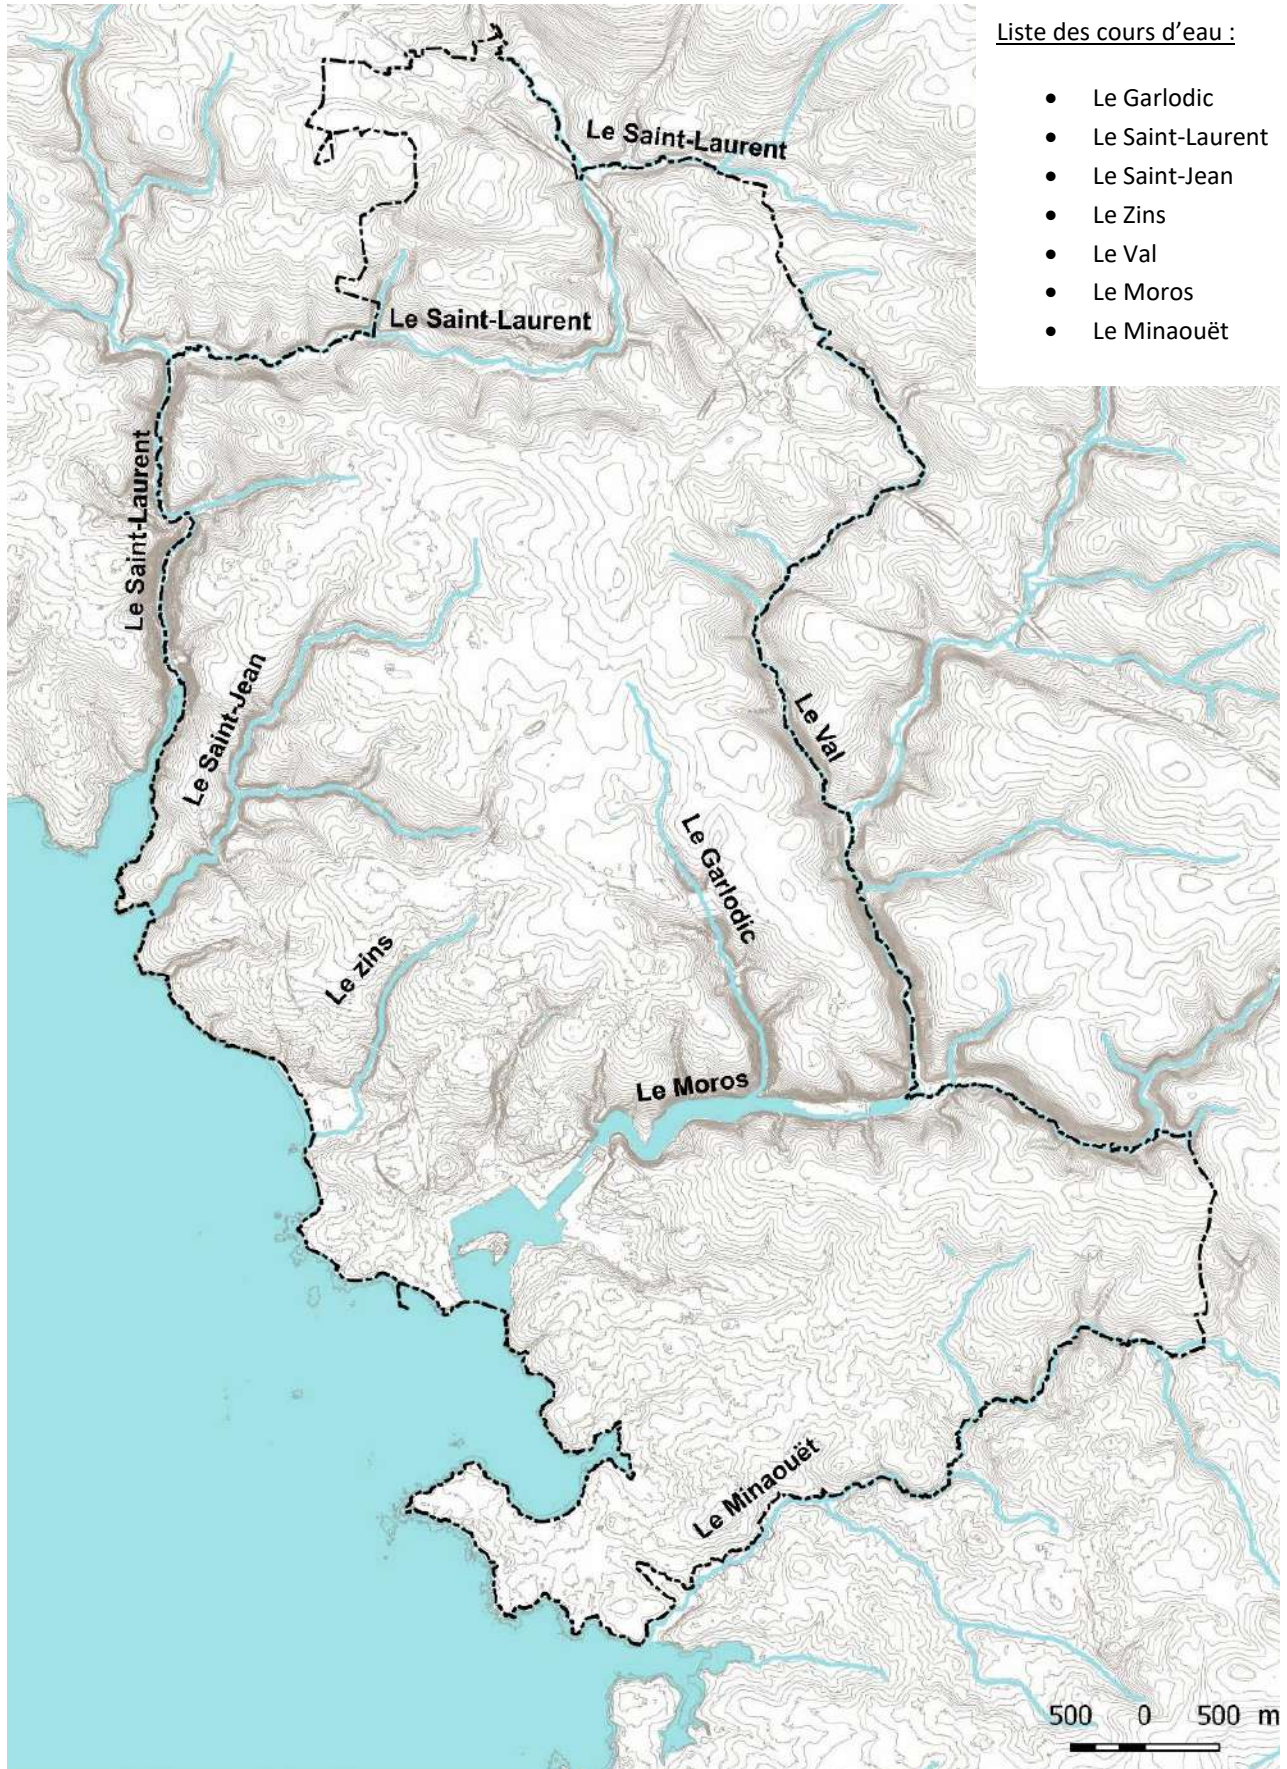 Liste des cours d’eau :
• Le Garlodic
• Le Saint-Laurent
• Le Saint-Jean
• Le Zins
• Le Val
• Le Moros
• Le Minaouët
Le Saint-Laurent
Le Saint-Laurent
Le Saint-Laurent
Le Saint-Jean
Le Val
Le Garlodic
Le zins
Le Moros
Le Minaouët
500 0 500 m